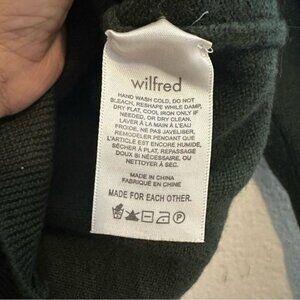 wilfred
HAND WASH COLD, DO NOT
BLEACH, RESHAPE WHILE DAMP,
DRY FLAT, COOL IRON ONLY IF
NEEDED, OR DRY CLEAN.
LAVER À LA MAIN À L'EAU
FROIDE, NE PAS JAVELISER,
REMODELER PENDANT QUE
L'ARTICLE EST ENCORE HUMIDE,
SÉCHER À PLAT, REPASSAGE
DOUX SI NÉCESSAIRE, OU
NETTOYER À SEC.
MADE IN CHINA
FABRIQUÉ EN CHINE
MADE FOR EACH OTHER.
P